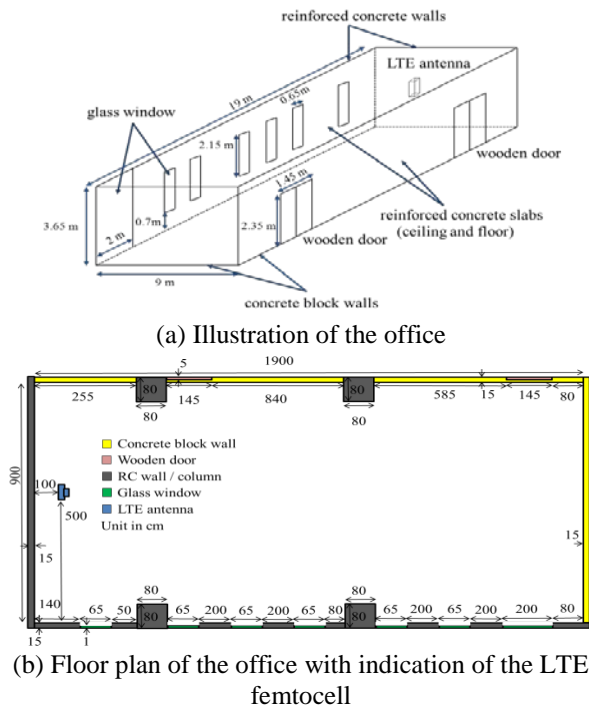 reinforced concrete walls
LTE antenna
19 m
0.65m
glass window
2.15 m
wooden door
1.45m
3.65 m
0.7m
2.35 m
reinforced concrete slabs
(ceiling and floor)
2 m
wooden door
9 m
concrete block walls
(a) Illustration of the office
1900
5
80
80
255
145
840
585
15
145
80
80
80
Concrete block wall
Wooden door
RC wall / column
Glass window
LTE antenna
Unit in cm
900
100
500
15
15
140
80
80
65
50
80
65
200
65
200
65
80
80
65
200
65
200
200
80
15
1
(b) Floor plan of the office with indication of the LTE
femtocell